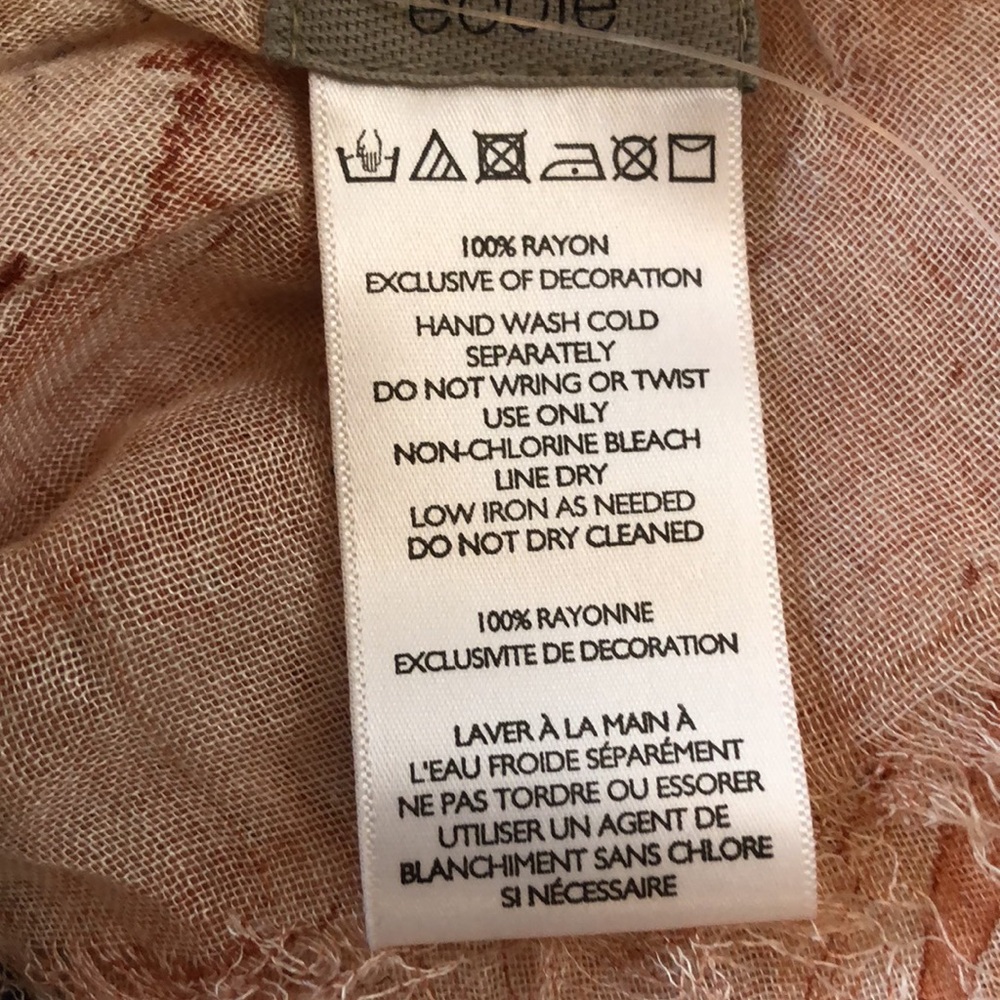 100% RAYON
EXCLUSIVE OF DECORATION
HAND WASH COLD
SEPARATELY
DO NOT WRING OR TWIST
USE ONLY
NON-CHLORINE BLEACH
LINE DRY
LOW IRON AS NEEDED
DO NOT DRY CLEANED
100% RAYONNE
EXCLUSIVITE DE DECORATION
LAVER À LA MAIN À
L'EAU FROIDE SÉPARÉMENT
NE PAS TORDRE OU ESSORER
UTILISER UN AGENT DE
BLANCHIMENT SANS CHLORE
SI NÉCESSAIRE